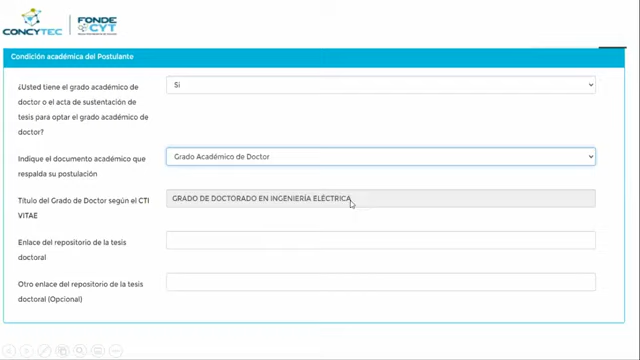 CONCYTEC
FONDE
CYT
Condición académica del Postulante
¿Usted tiene el grado académico de
doctor o el acta de sustentación de
tesis para optar el grado académico de
doctor?
Si
Indique el documento académico que
respalda su postulación
Grado Académico de Doctor
Título del Grado de Doctor según el CTI
VITAE
GRADO DE DOCTORADO EN INGENIERÍA ELÉCTRICA
Enlace del repositorio de la tesis
doctoral
Otro enlace del repositorio de la tesis
doctoral (Opcional)